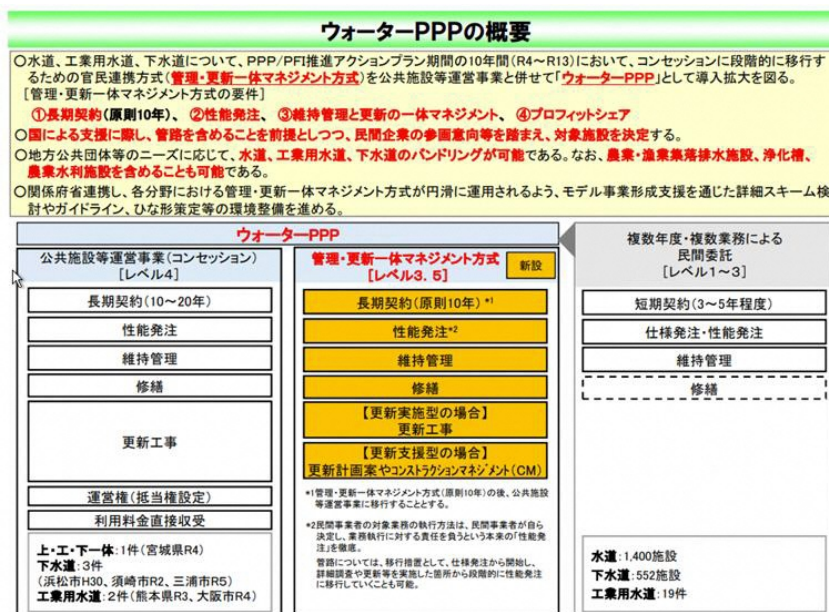 ウォーターPPPの概要
○水道、工業用水道、下水道について、PPP/PFI推進アクションプラン期間の10年間(R4～R13)において、コンセッションに段階的に移行す
るための官民連携方式(管理・更新一体マネジメント方式)を公共施設等運営事業と併せて「ウォーターPPP」として導入拡大を図る。
[管理・更新一体マネジメント方式の要件]
①長期契約(原則10年)、②性能発注、③維持管理と更新の一体マネジメント、④プロフィットシェア
○国による支援に際し、管路を含めることを前提としつつ、民間企業の参画意向等を踏まえ、対象施設を決定する。
○地方公共団体等のニーズに応じて、水道、工業用水道、下水道のバンドリングが可能である。なお、農業・漁業集落排水施設、浄化槽、
農業水利施設を含めることも可能である。
○関係府省連携し、各分野における管理・更新一体マネジメント方式が円滑に運用されるよう、モデル事業形成支援を通じた詳細スキーム検
討やガイドライン、ひな形策定等の環境整備を進める。
ウォーターPPP
公共施設等運営事業(コンセッション)
[レベル4]
長期契約(10～20年)
性能発注
維持管理
修繕
更新工事
運営権(抵当権設定)
利用料金直接収受
上・工・下一体:1件(宮城県R4)
下水道:3件
(浜松市H30、須崎市R2、三浦市R5)
工業用水道:2件(熊本県R3、大阪市R4)
管理・更新一体マネジメント方式
[レベル3.5]
新設
長期契約(原則10年)*1
性能発注*2
維持管理
修繕
【更新実施型の場合】
更新工事
【更新支援型の場合】
更新計画案やコンストラクションマネジメント(CM)
*1管理・更新一体マネジメント方式(原則10年)の後、公共施設
等運営事業に移行することとする。
*2民間事業者の対象業務の執行方法は、民間事業者が自ら
決定し、業務執行に対する責任を負うという本来の「性能発
注」を徹底。
管路については、移行措置として、仕様発注から開始し、
詳細調査や更新等を実施した箇所から段階的に性能発注
に移行していくことも可能。
複数年度・複数業務による
民間委託
[レベル1～3]
短期契約(3～5年程度)
仕様発注・性能発注
維持管理
修繕
水道:1,400施設
下水道:552施設
工業用水道:19件